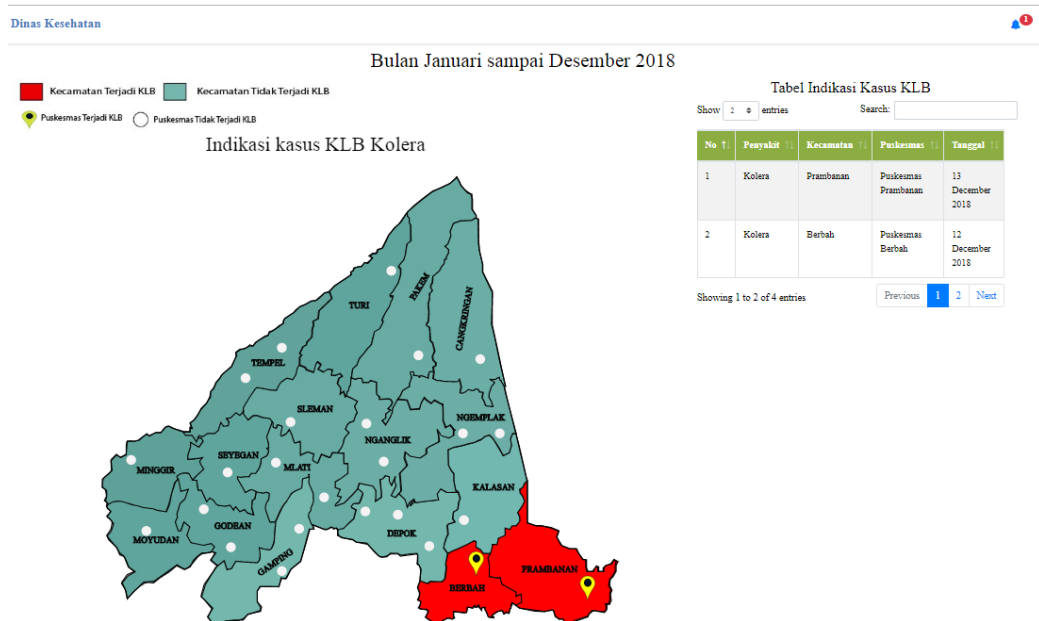 Dinas Kesehatan
1
Bulan Januari sampai Desember 2018
Kecamatan Terjadi KLB
Kecamatan Tidak Terjadi KLB
Puskesmas Terjadi KLB
Puskesmas Tidak Terjadi KLB
Indikasi kasus KLB Kolera
TURI
PAKEM
CANGKRINGAN
TEMPEL
SLEMAN
NGEMPLAK
NGANGLIK
SEYEGAN
MLATI
MINGGIR
KALASAN
GODEAN
MOYUDAN
DEPOK
GAMPING
PRAMBANAN
BERBAH
Tabel Indikasi Kasus KLB
Show 2 entries Search:
No Penyakit Kecamatan Puskesmas Tanggal
1 Kolera Prambanan Puskesmas Prambanan 13 December 2018
2 Kolera Berbah Puskesmas Berbah 12 December 2018
Showing 1 to 2 of 4 entries
Previous 1 2 Next